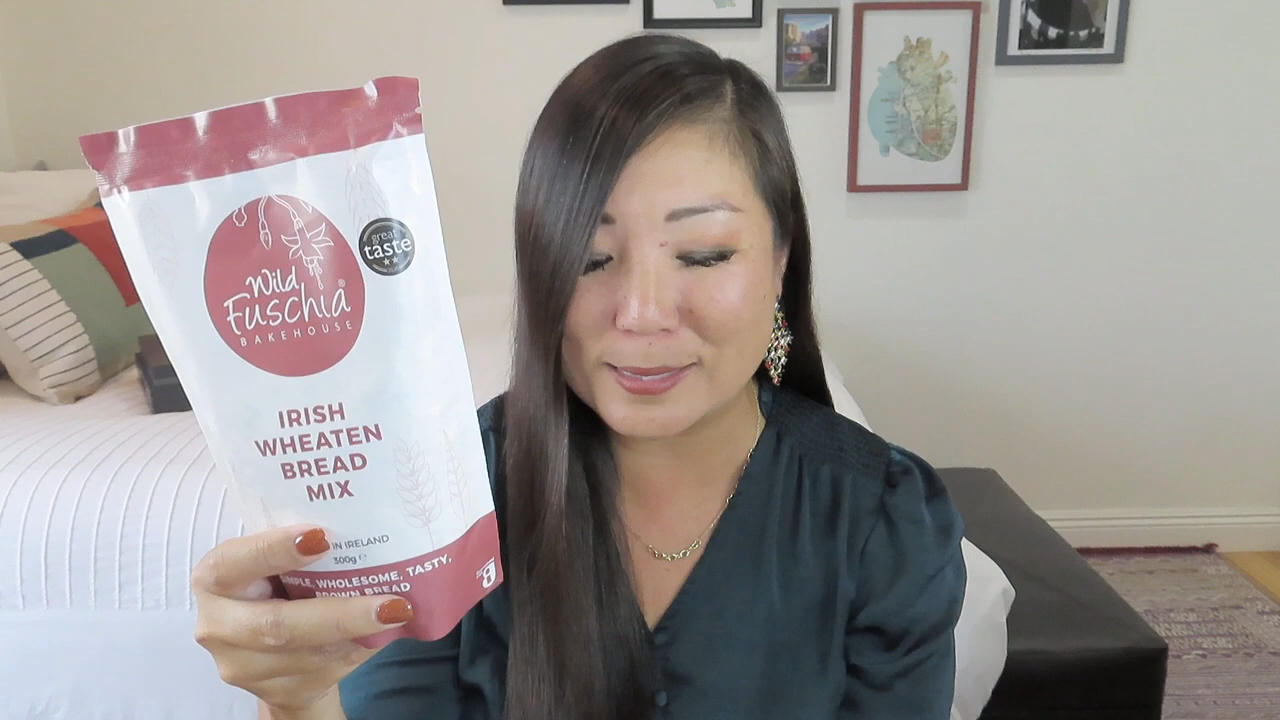 great
taste
Wild
Fuschia®
BAKEHOUSE
IRISH
WHEATEN
BREAD
MIX
IN IRELAND
300g ℮
SIMPLE, WHOLESOME, TASTY,
BROWN BREAD